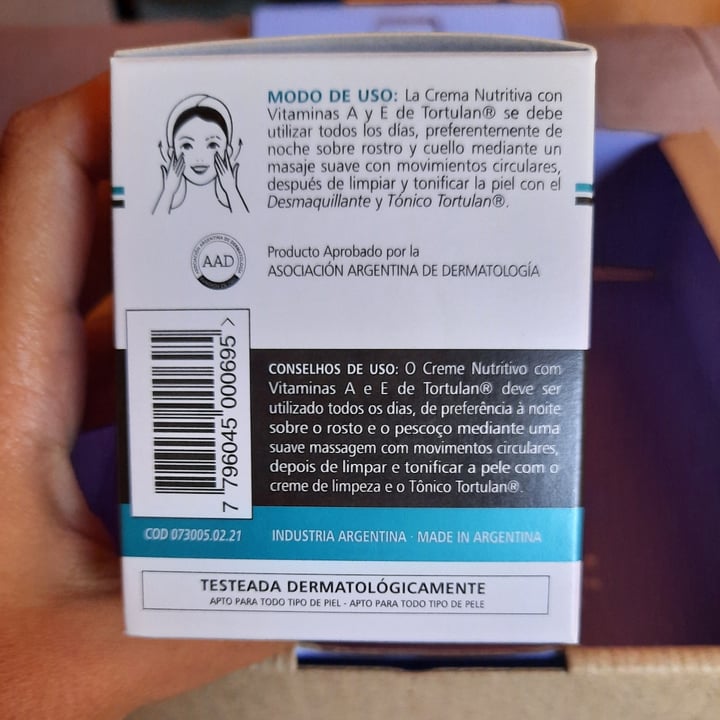 MODO DE USO: La Crema Nutritiva con
Vitaminas A y E de Tortulan® se debe
utilizar todos los días, preferentemente de
noche sobre rostro y cuello mediante un
masaje suave con movimientos circulares,
después de limpiar y tonificar la piel con el
Desmaquillante y Tónico Tortulan®.
AAD
Producto Aprobado por la
ASOCIACIÓN ARGENTINA DE DERMATOLOGÍA
7 796045 000695 >
CONSELHOS DE USO: O Creme Nutritivo com
Vitaminas A e E de Tortulan® deve ser
utilizado todos os dias, de preferência à noite
sobre o rosto e o pescoço mediante uma
suave massagem com movimientos circulares,
depois de limpar e tonificar a pele com o
creme de limpeza e o Tônico Tortulan®.
COD 073005.02.21
INDUSTRIA ARGENTINA · MADE IN ARGENTINA
TESTEADA DERMATOLÓGICAMENTE
APTO PARA TODO TIPO DE PIEL - APTO PARA TODO TIPO DE PELE